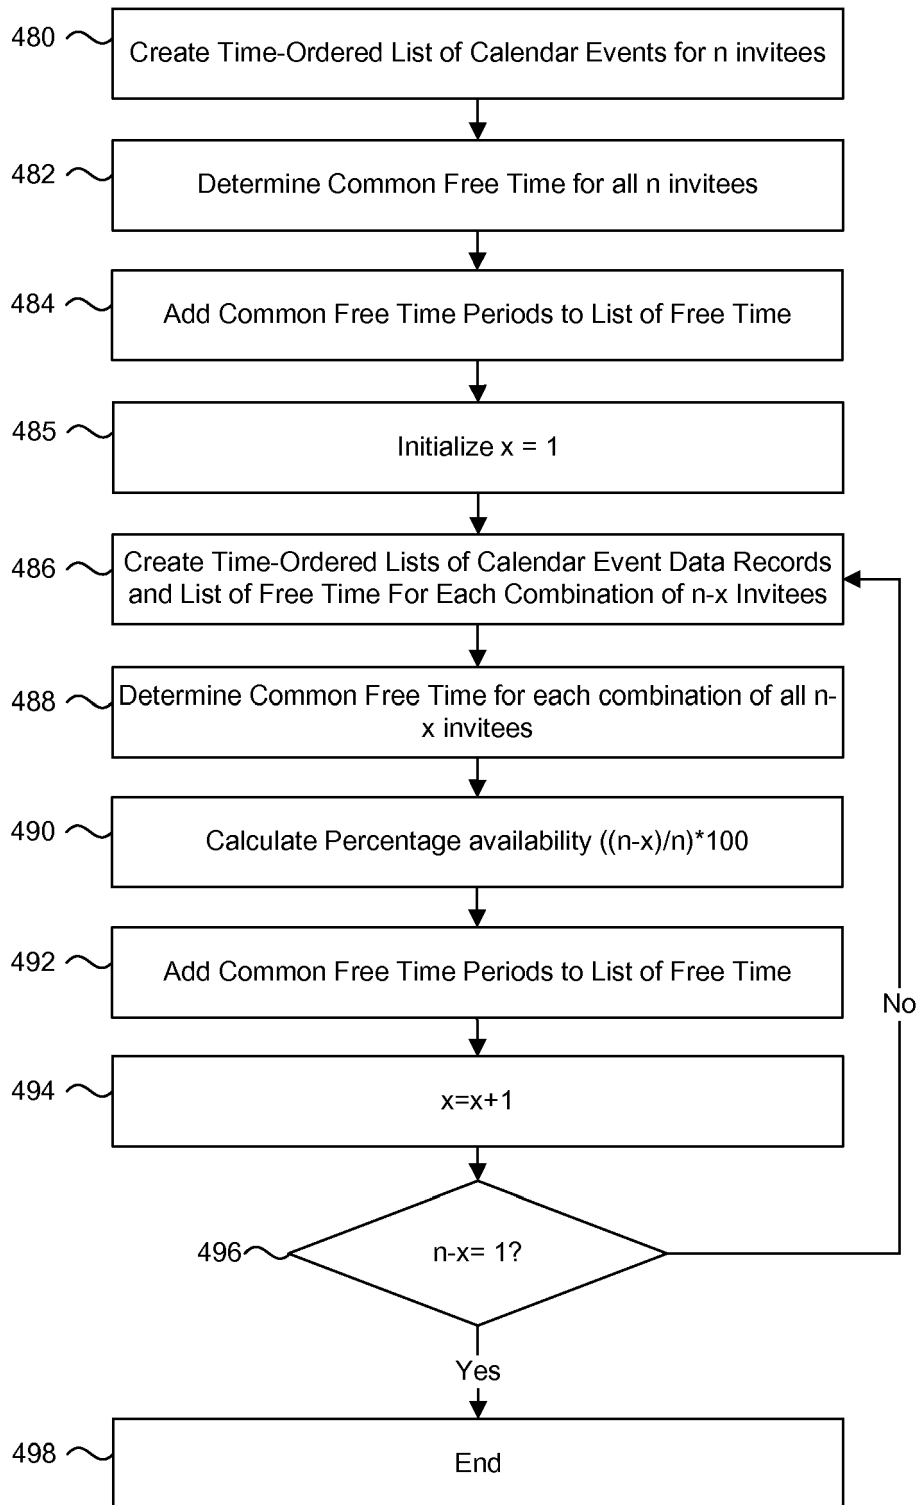 480
Create Time-Ordered List of Calendar Events for n invitees
482
Determine Common Free Time for all n invitees
484
Add Common Free Time Periods to List of Free Time
485
Initialize x = 1
486
Create Time-Ordered Lists of Calendar Event Data Records
and List of Free Time For Each Combination of n-x Invitees
488
Determine Common Free Time for each combination of all n-
x invitees
490
Calculate Percentage availability ((n-x)/n)*100
492
Add Common Free Time Periods to List of Free Time
No
494
x=x+1
496
n-x= 1?
Yes
498
End